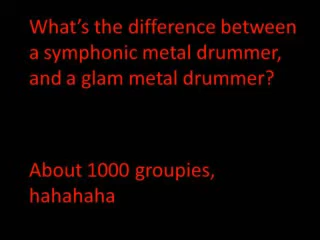 What’s the difference between
a symphonic metal drummer,
and a glam metal drummer?
About 1000 groupies,
hahahaha